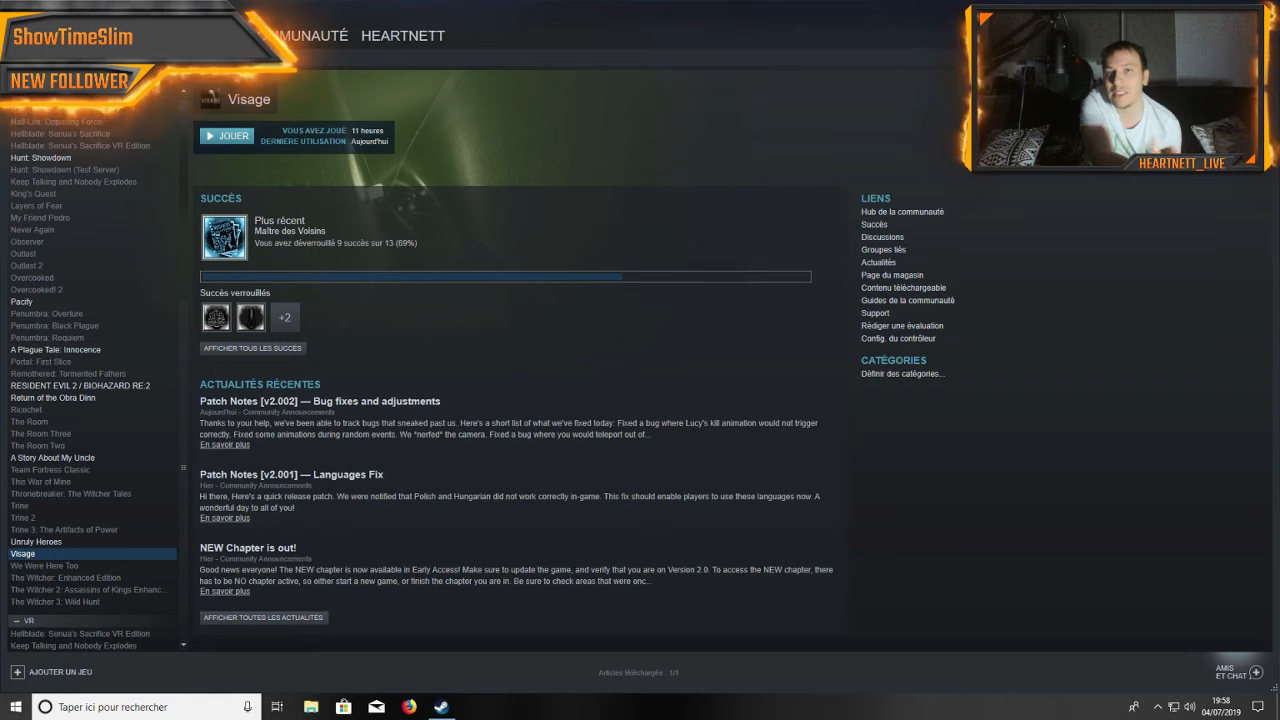 ShowTimeSlim
NEW FOLLOWER
MMUNAUTÉ HEARTNETT
HEARTNETT_LIVE
Half-Life: Opposing Force
Hellblade: Senua's Sacrifice
Hellblade: Senua's Sacrifice VR Edition
Hunt: Showdown
Hunt: Showdown (Test Server)
Keep Talking and Nobody Explodes
King's Quest
Layers of Fear
My Friend Pedro
Never Again
Observer
Outlast
Outlast 2
Overcooked
Overcooked! 2
Pacify
Penumbra: Overture
Penumbra: Black Plague
Penumbra: Requiem
A Plague Tale: Innocence
Portal: First Slice
Remothered: Tormented Fathers
RESIDENT EVIL 2 / BIOHAZARD RE:2
Return of the Obra Dinn
Ricochet
The Room
The Room Three
The Room Two
A Story About My Uncle
Team Fortress Classic
This War of Mine
Thronebreaker: The Witcher Tales
Trine
Trine 2
Trine 3: The Artifacts of Power
Unruly Heroes
Visage
We Were Here Too
The Witcher: Enhanced Edition
The Witcher 2: Assassins of Kings Enhanc...
The Witcher 3: Wild Hunt
– VR
Hellblade: Senua's Sacrifice VR Edition
Keep Talking and Nobody Explodes
+ AJOUTER UN JEU
VISAGE Visage
JOUER
VOUS AVEZ JOUÉ 11 heures
DERNIÈRE UTILISATION Aujourd'hui
SUCCÈS
Plus récent
Maître des Voisins
Vous avez déverrouillé 9 succès sur 13 (69%)
Succès verrouillés
+2
AFFICHER TOUS LES SUCCÈS
ACTUALITÉS RÉCENTES
Patch Notes [v2.002] — Bug fixes and adjustments
Aujourd'hui - Community Announcements
Thanks to your help, we've been able to track bugs that sneaked past us. Here's a short list of what we've fixed today: Fixed a bug where Lucy's kill animation would not trigger
correctly. Fixed some animations during random events. We *nerfed* the camera. Fixed a bug where you would teleport out of...
En savoir plus
Patch Notes [v2.001] — Languages Fix
Hier - Community Announcements
Hi there, Here's a quick release patch. We were notified that Polish and Hungarian did not work correctly in-game. This fix should enable players to use these languages now. A
wonderful day to all of you!
En savoir plus
NEW Chapter is out!
Hier - Community Announcements
Good news everyone! The NEW chapter is now available in Early Access! Make sure to update the game, and verify that you are on Version 2.0. To access the NEW chapter, there
has to be NO chapter active, so either start a new game, or finish the chapter you are in. Be sure to check areas that were onc...
En savoir plus
AFFICHER TOUTES LES ACTUALITÉS
LIENS
Hub de la communauté
Succès
Discussions
Groupes liés
Actualités
Page du magasin
Contenu téléchargeable
Guides de la communauté
Support
Rédiger une évaluation
Config. du contrôleur
CATÉGORIES
Définir des catégories...
Articles téléchargés : 1/1
AMIS
ET CHAT
Taper ici pour rechercher
19:58
04/07/2019